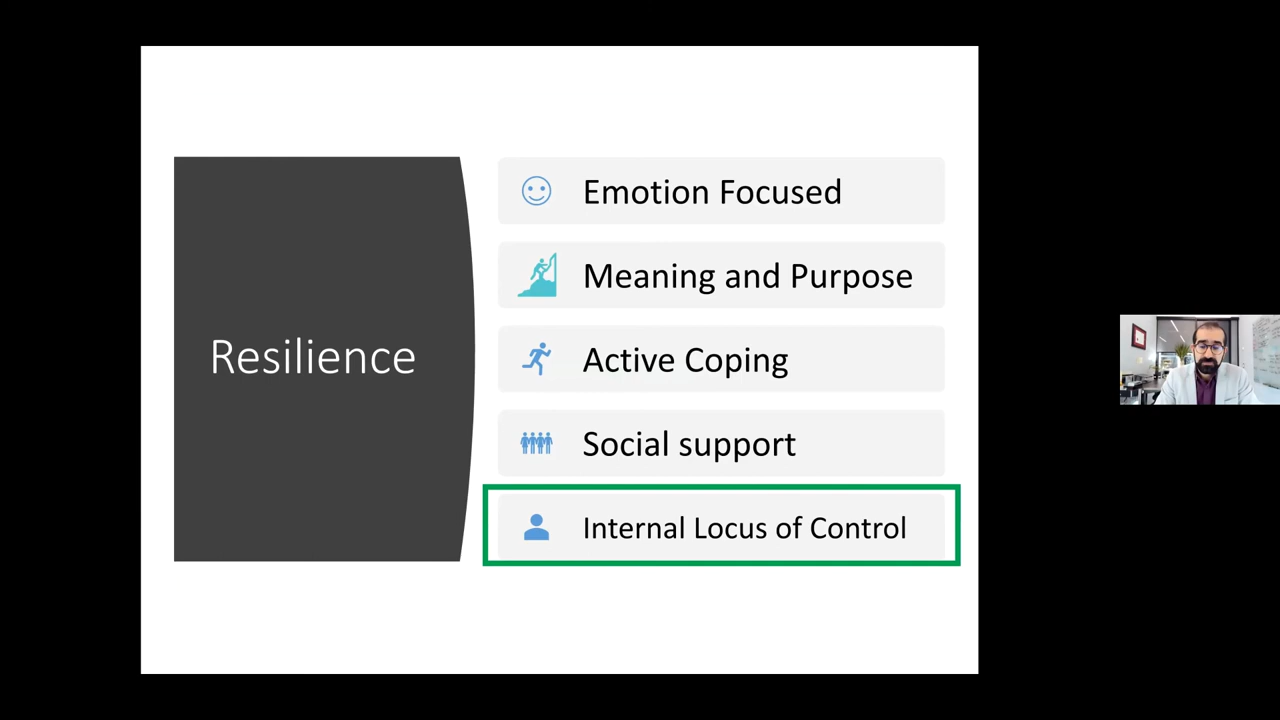 Resilience
Emotion Focused
Meaning and Purpose
Active Coping
Social support
Internal Locus of Control